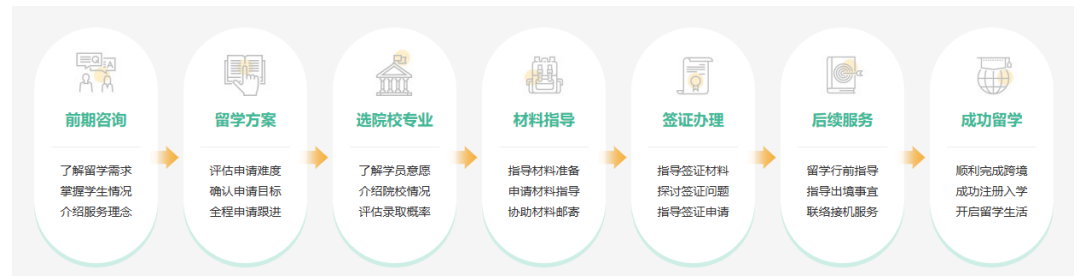 前期咨询
了解留学需求
掌握学生情况
介绍服务理念
留学方案
评估申请难度
确认申请目标
全程申请跟进
选院校专业
了解学员意愿
介绍院校情况
评估录取概率
材料指导
指导材料准备
申请材料指导
协助材料邮寄
签证办理
指导签证材料
探讨签证问题
指导签证申请
后续服务
留学行前指导
指导出境事宜
联络接机服务
成功留学
顺利完成跨境
成功注册入学
开启留学生活